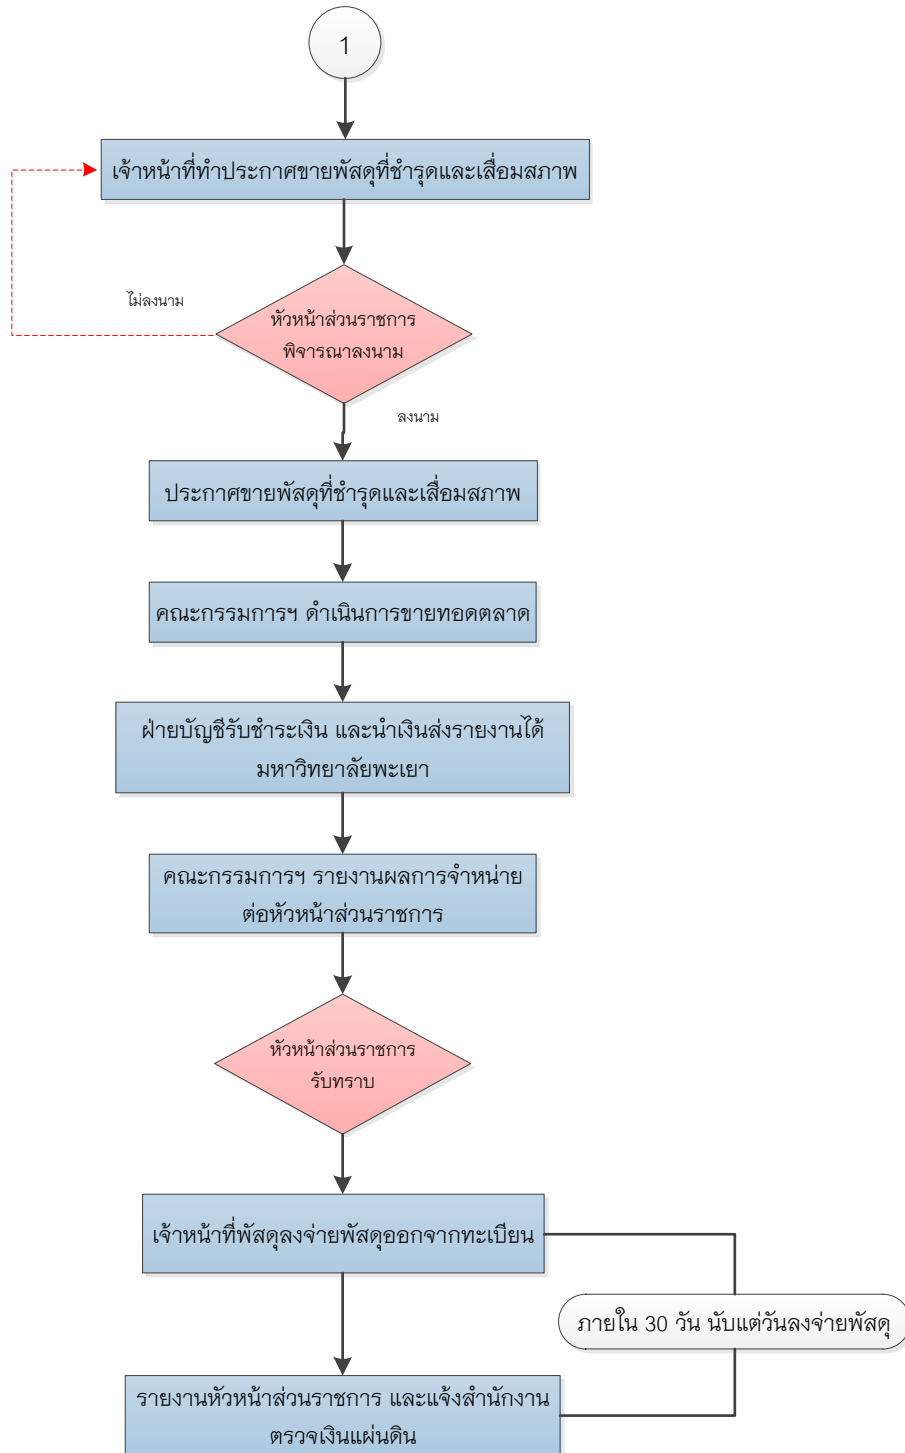 1
เจ้าหน้าที่ทำประกาศขายพัสดุที่ชำรุดและเสื่อมสภาพ
ไม่ลงนาม
หัวหน้าส่วนราชการ
พิจารณาลงนาม
ลงนาม
ประกาศขายพัสดุที่ชำรุดและเสื่อมสภาพ
คณะกรรมการฯ ดำเนินการขายทอดตลาด
ฝ่ายบัญชีรับชำระเงิน และนำเงินส่งรายงานได้
มหาวิทยาลัยพะเยา
คณะกรรมการฯ รายงานผลการจำหน่าย
ต่อหัวหน้าส่วนราชการ
หัวหน้าส่วนราชการ
รับทราบ
เจ้าหน้าที่พัสดุลงจ่ายพัสดุออกจากทะเบียน
ภายใน 30 วัน นับแต่วันลงจ่ายพัสดุ
รายงานหัวหน้าส่วนราชการ และแจ้งสำนักงาน
ตรวจเงินแผ่นดิน